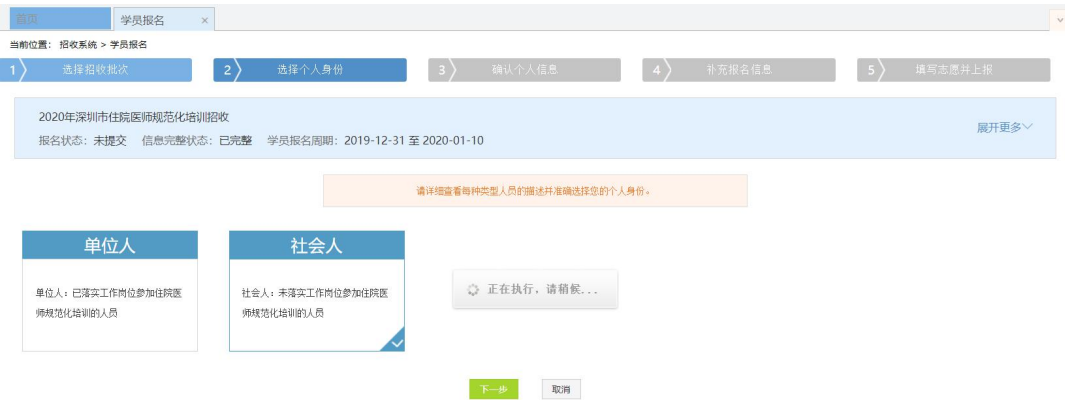 首页 学员报名 ×
当前位置： 招收系统 > 学员报名
1 选择招收批次 2 选择个人身份 3 确认个人信息 4 补充报名信息 5 填写志愿并上报
2020年深圳市住院医师规范化培训招收
报名状态：未提交 信息完整状态：已完整 学员报名周期：2019-12-31 至 2020-01-10
展开更多
请详细查看每种类型人员的描述并准确选择您的个人身份。
单位人
单位人：已落实工作岗位参加住院医
师规范化培训的人员
社会人
社会人：未落实工作岗位参加住院医
师规范化培训的人员
正在执行，请稍候...
下一步 取消